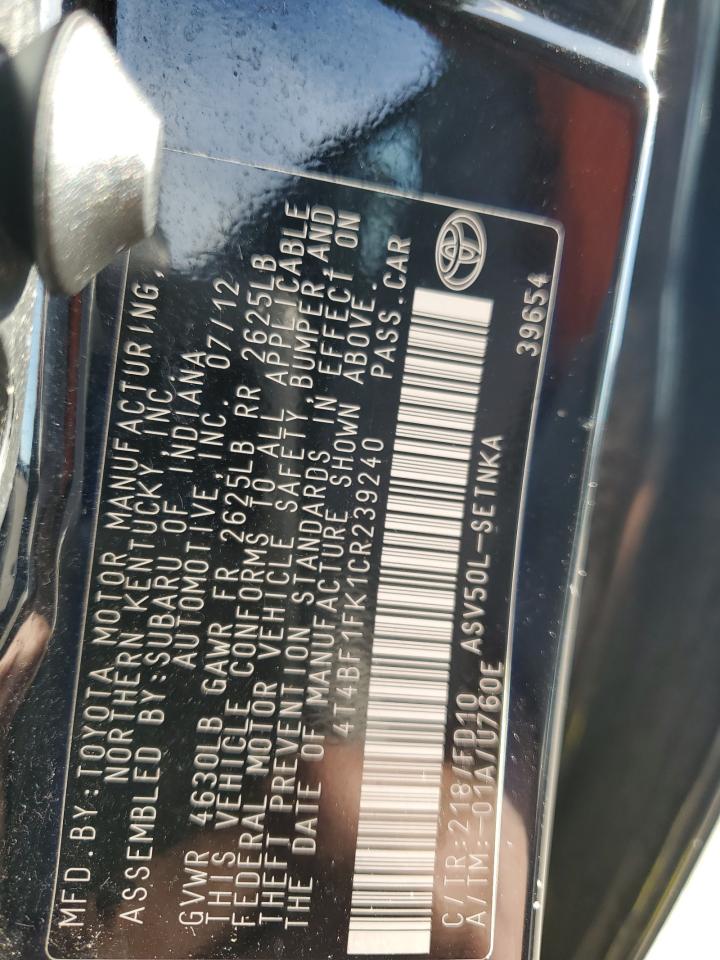 MFD.BY:TOYOTA MOTOR MANUFACTURING,
NORTHERN KENTUCKY,INC
ASSEMBLED BY:SUBARU OF INDIANA
AUTOMOTIVE,INC 07/12
GVWR 4630LB GAWR FR 2625LB RR 2625LB
THIS VEHICLE CONFORMS TO ALL APPLICABLE
FEDERAL MOTOR VEHICLE SAFETY,BUMPER,AND
THEFT PREVENTION STANDARDS IN EFFECT ON
THE DATE OF MANUFACTURE SHOWN ABOVE.
4T4BF1FK1CR239240 PASS.CAR
C/TR:218/FD10 ASV50L-SETNKA
A/TM:-01A/U760E
39654